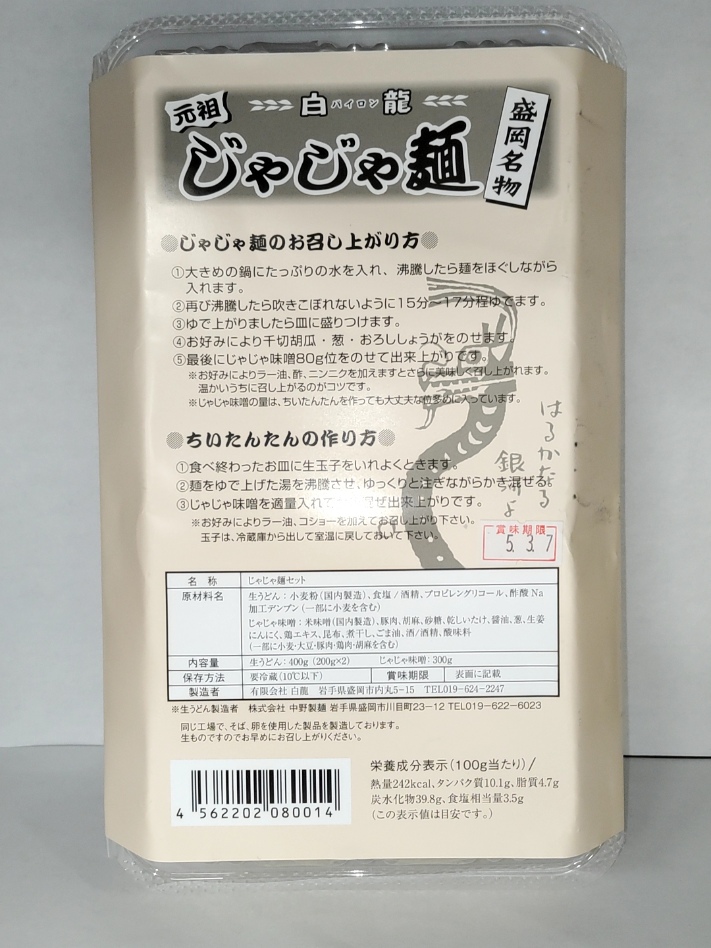 元祖
白龍
パイロン
じゃじゃ麺
盛岡名物
じゃじゃ麺のお召し上がり方
①大きめの鍋にたっぷりの水を入れ、沸騰したら麺をほぐしながら
入れます。
②再び沸騰したら吹きこぼれないように15分〜17分程ゆでます。
③ゆで上がりましたら皿に盛りつけます。
④お好みにより千切胡瓜・葱・おろししょうがをのせます。
⑤最後にじゃじゃ味噌80g位をのせて出来上がりです。
※お好みによりラー油、酢、ニンニクを加えますとさらに美味しく召し上がれます。
温かいうちに召し上がるのがコツです。
※じゃじゃ味噌の量は、ちいたんたんを作っても大丈夫な位多めに入っています。
はるかなる
銀河よ
ちいたんたんの作り方
①食べ終わったお皿に生玉子をいれよくときます。
②麺をゆで上げた湯を沸騰させ、ゆっくりと注ぎながらかき混ぜる。
③じゃじゃ味噌を適量入れて 混ぜ出来上がりです。
※お好みによりラー油、コショーを加えてお召し上がり下さい。
玉子は、冷蔵庫から出して室温に戻しておいて下さい。
賞味期限
5.3.7
名 称 じゃじゃ麺セット
原材料名 生うどん：小麦粉(国内製造)、食塩/酒精、プロピレングリコール、酢酸Na
加工デンプン(一部に小麦を含む)
じゃじゃ味噌：米味噌(国内製造)、豚肉、胡麻、砂糖、乾しいたけ、醤油、葱、生姜
にんにく、鶏エキス、昆布、煮干し、ごま油、酒/酒精、酸味料
(一部に小麦・大豆・豚肉・鶏肉・胡麻を含む)
内容量 生うどん：400g (200g×2) じゃじゃ味噌：300g
保存方法 要冷蔵(10℃以下) 賞味期限 表面に記載
製造者 有限会社 白龍 岩手県盛岡市内丸5-15 TEL019-624-2247
※生うどん製造者 株式会社 中野製麺 岩手県盛岡市川目町23-12 TEL019-622-6023
同じ工場で、そば、卵を使用した製品を製造しております。
生ものですのでお早めにお召し上がりください。
栄養成分表示(100g当たり)/
熱量242kcal、タンパク質10.1g、脂質4.7g
炭水化物39.8g、食塩相当量3.5g
(この表示値は目安です。)
4 562202 080014